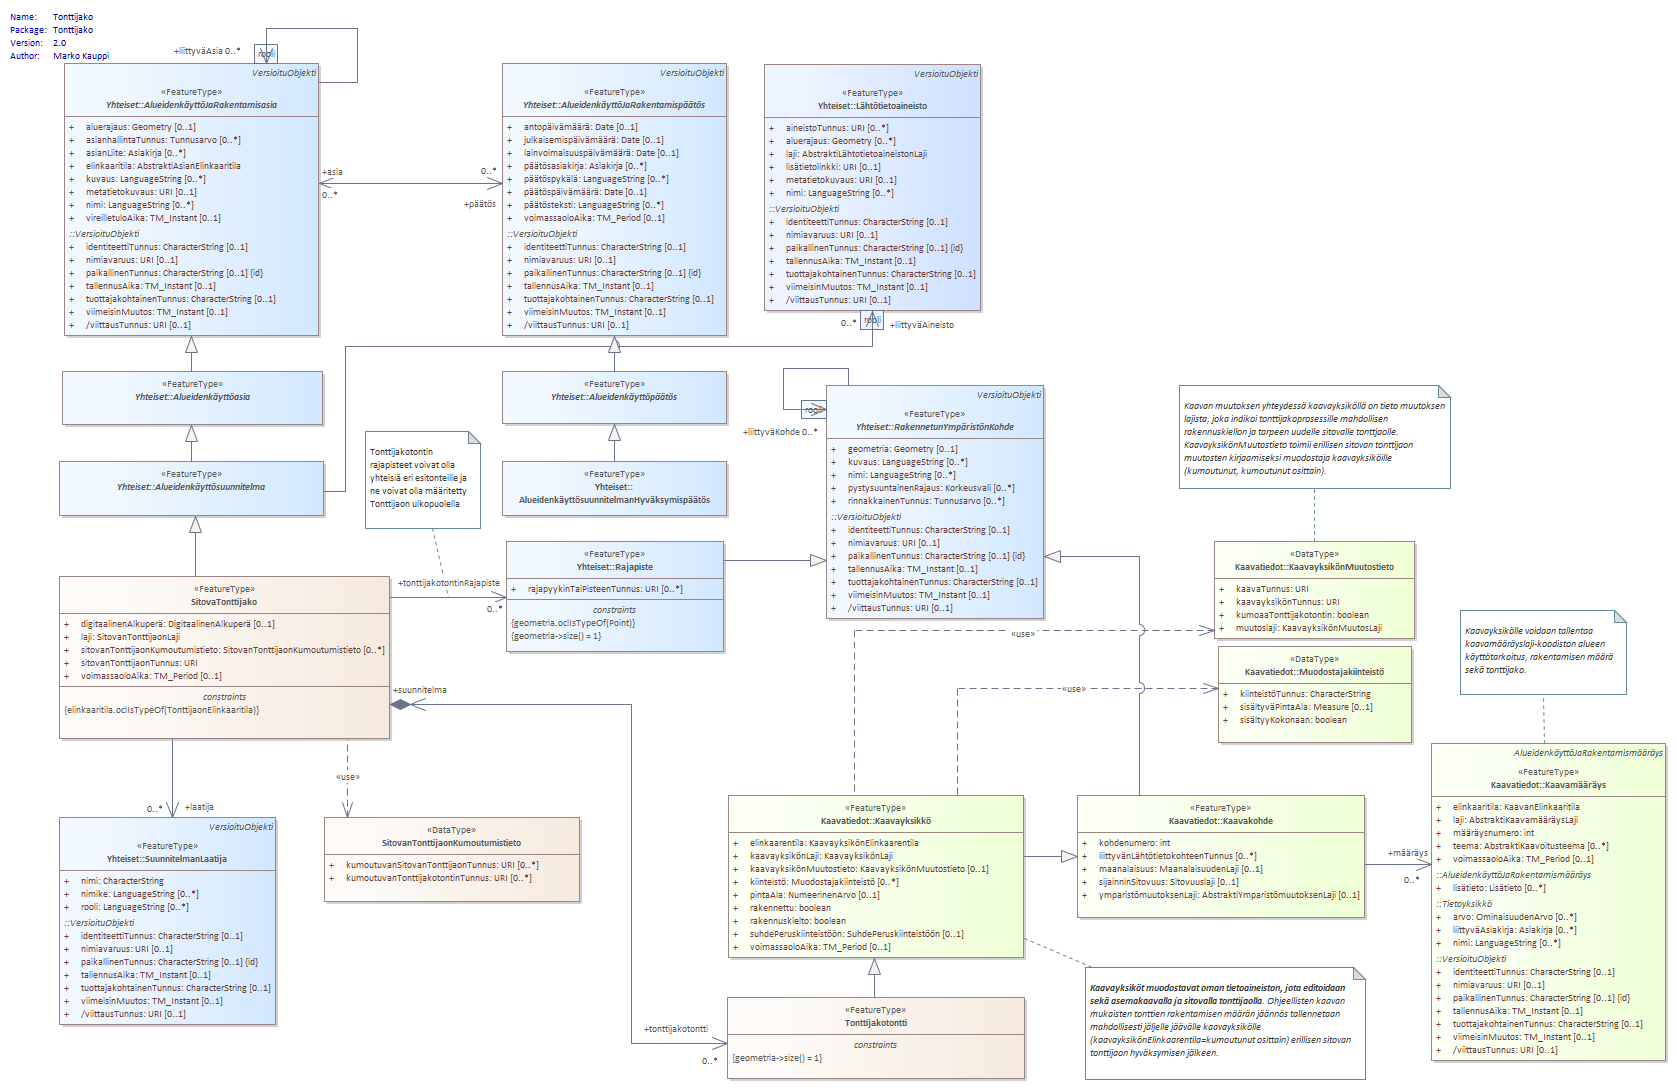 Name: Tonttijako
Package: Tonttijako
Version: 2.0
Author: Marko Kauppi
+liittyväAsia 0..*
rooli
VersioituObjekti
«FeatureType»
Yhteiset::AlueidenkäyttöJaRakentamisasia
+ aluerajaus: Geometry [0..1]
+ asianhallintaTunnus: Tunnusarvo [0..*]
+ asianLiite: Asiakirja [0..*]
+ elinkaaritila: AbstraktiAsianElinkaaritila
+ kuvaus: LanguageString [0..*]
+ metatietokuvaus: URI [0..1]
+ nimi: LanguageString [0..*]
+ vireilletuloAika: TM_Instant [0..1]
::VersioituObjekti
+ identiteettiTunnus: CharacterString [0..1]
+ nimiavaruus: URI [0..1]
+ paikallinenTunnus: CharacterString [0..1] {id}
+ tallennusAika: TM_Instant [0..1]
+ tuottajakohtainenTunnus: CharacterString [0..1]
+ viimeisinMuutos: TM_Instant [0..1]
+ /viittausTunnus: URI [0..1]
+asia
0..*
0..*
+päätös
VersioituObjekti
«FeatureType»
Yhteiset::AlueidenkäyttöJaRakentamispäätös
+ antopäivämäärä: Date [0..1]
+ julkaisemispäivämäärä: Date [0..1]
+ lainvoimaisuuspäivämäärä: Date [0..1]
+ päätösasiakirja: Asiakirja [0..*]
+ päätöspykälä: LanguageString [0..*]
+ päätöspäivämäärä: Date [0..1]
+ päätösteksti: LanguageString [0..*]
+ voimassaoloAika: TM_Period [0..1]
::VersioituObjekti
+ identiteettiTunnus: CharacterString [0..1]
+ nimiavaruus: URI [0..1]
+ paikallinenTunnus: CharacterString [0..1] {id}
+ tallennusAika: TM_Instant [0..1]
+ tuottajakohtainenTunnus: CharacterString [0..1]
+ viimeisinMuutos: TM_Instant [0..1]
+ /viittausTunnus: URI [0..1]
VersioituObjekti
«FeatureType»
Yhteiset::Lähtötietoaineisto
+ aineistoTunnus: URI [0..*]
+ aluerajaus: Geometry [0..*]
+ laji: AbstraktiLähtotietoaineistonLaji
+ lisätietolinkki: URI [0..1]
+ metatietokuvaus: URI [0..1]
+ nimi: LanguageString [0..*]
::VersioituObjekti
+ identiteettiTunnus: CharacterString [0..1]
+ nimiavaruus: URI [0..1]
+ paikallinenTunnus: CharacterString [0..1] {id}
+ tallennusAika: TM_Instant [0..1]
+ tuottajakohtainenTunnus: CharacterString [0..1]
+ viimeisinMuutos: TM_Instant [0..1]
+ /viittausTunnus: URI [0..1]
0..*
rooli
+liittyväAineisto
«FeatureType»
Yhteiset::Alueidenkäyttöasia
«FeatureType»
Yhteiset::Alueidenkäyttöpäätös
«FeatureType»
Yhteiset::Alueidenkäyttösuunnitelma
Tonttijakotontin
rajapisteet voivat olla
yhteisiä eri esitonteille ja
ne voivat olla määritetty
Tonttijaon ulkopuolella
«FeatureType»
Yhteiset::
AlueidenkäyttösuunnitelmanHyväksymispäätös
rooli
+liittyväKohde 0..*
VersioituObjekti
«FeatureType»
Yhteiset::RakennetunYmpäristönKohde
+ geometria: Geometry [0..1]
+ kuvaus: LanguageString [0..*]
+ nimi: LanguageString [0..*]
+ pystysuuntainenRajaus: Korkeusvali [0..*]
+ rinnakkainenTunnus: Tunnusarvo [0..*]
::VersioituObjekti
+ identiteettiTunnus: CharacterString [0..1]
+ nimiavaruus: URI [0..1]
+ paikallinenTunnus: CharacterString [0..1] {id}
+ tallennusAika: TM_Instant [0..1]
+ tuottajakohtainenTunnus: CharacterString [0..1]
+ viimeisinMuutos: TM_Instant [0..1]
+ /viittausTunnus: URI [0..1]
Kaavan muutoksen yhteydessä kaavayksiköllä on tieto muutoksen
lajista, joka indikoi tonttijakoprosessille mahdollisen
rakennuskiellon ja tarpeen uudelle sitovalle tonttijaolle.
KaavayksikönMuutostieto toimii erillisen sitovan tonttijaon
muutosten kirjaamiseksi muodostaja kaavayksiköille
(kumoutunut, kumoutunut osittain).
«FeatureType»
SitovaTonttijako
+ digitaalinenAlkuperä: DigitaalinenAlkuperä [0..1]
+ laji: SitovanTonttijaonLaji
+ sitovanTonttijaonKumoutumistieto: SitovanTonttijaonKumoutumistieto [0..*]
+ sitovanTonttijaonTunnus: URI
+ voimassaoloAika: TM_Period [0..1]
constraints
{elinkaaritila.oclIsTypeOf(TonttijaonElinkaaritila)}
+tonttijakotontinRajapiste
0..*
«FeatureType»
Yhteiset::Rajapiste
+ rajapyykinTaiPisteenTunnus: URI [0..*]
constraints
{geometria.oclIsTypeOf(Point)}
{geometria->size() = 1}
«DataType»
Kaavatiedot::KaavayksikönMuutostieto
+ kaavaTunnus: URI
+ kaavayksikönTunnus: URI
+ kumoaaTonttijakotontin: boolean
+ muutoslaji: KaavayksikönMuutosLaji
«use»
«DataType»
Kaavatiedot::Muodostajakiinteistö
+ kiinteistöTunnus: CharacterString
+ sisältyväPintaAla: Measure [0..1]
+ sisältyyKokonaan: boolean
«use»
Kaavayksikölle voidaan tallentaa
kaavamääräyslaji-koodiston alueen
käyttötarkoitus, rakentamisen määrä
sekä tonttijako.
+suunnitelma
«use»
0..*
+laatija
VersioituObjekti
«FeatureType»
Yhteiset::SuunnitelmanLaatija
+ nimi: CharacterString
+ nimike: LanguageString [0..*]
+ rooli: LanguageString [0..*]
::VersioituObjekti
+ identiteettiTunnus: CharacterString [0..1]
+ nimiavaruus: URI [0..1]
+ paikallinenTunnus: CharacterString [0..1] {id}
+ tallennusAika: TM_Instant [0..1]
+ tuottajakohtainenTunnus: CharacterString [0..1]
+ viimeisinMuutos: TM_Instant [0..1]
+ /viittausTunnus: URI [0..1]
«DataType»
SitovanTonttijaonKumoutumistieto
+ kumoutuvanSitovanTonttijaonTunnus: URI [0..*]
+ kumoutuvanTonttijakotontinTunnus: URI [0..*]
«FeatureType»
Kaavatiedot::Kaavayksikkö
+ elinkaarentila: KaavayksikönElinkaarentila
+ kaavayksikönLaji: KaavayksikönLaji
+ kaavayksikönMuutostieto: KaavayksikönMuutostieto [0..1]
+ kiinteistö: Muodostajakiinteistö [0..*]
+ pintaAla: NumeerinenArvo [0..1]
+ rakennettu: boolean
+ rakennuskielto: boolean
+ suhdePeruskiinteistöön: SuhdePeruskiinteistöön [0..1]
+ voimassaoloAika: TM_Period [0..1]
«FeatureType»
Kaavatiedot::Kaavakohde
+ kohdenumero: int
+ liittyvänLähtötietokohteenTunnus [0..*]
+ maanalaisuus: MaanalaisuudenLaji [0..1]
+ sijainninSitovuus: Sitovuuslaji [0..1]
+ ymparistömuutoksenLaji: AbstraktiYmparistömuutoksenLaji [0..1]
+määräys
0..*
AlueidenkäyttöJaRakentamismääräys
«FeatureType»
Kaavatiedot::Kaavamääräys
+ elinkaaritila: KaavanElinkaaritila
+ laji: AbstraktiKaavamääräysLaji
+ määräysnumero: int
+ teema: AbstraktiKaavoitusteema [0..*]
+ voimassaoloAika: TM_Period [0..1]
::AlueidenkäyttöJaRakentamismääräys
+ lisätieto: Lisätieto [0..*]
::Tietoyksikkö
+ arvo: OminaisuudenArvo [0..*]
+ liittyväAsiakirja: Asiakirja [0..*]
+ nimi: LanguageString [0..*]
::VersioituObjekti
+ identiteettiTunnus: CharacterString [0..1]
+ nimiavaruus: URI [0..1]
+ paikallinenTunnus: CharacterString [0..1] {id}
+ tallennusAika: TM_Instant [0..1]
+ tuottajakohtainenTunnus: CharacterString [0..1]
+ viimeisinMuutos: TM_Instant [0..1]
+ /viittausTunnus: URI [0..1]
+tonttijakotontti
0..*
«FeatureType»
Tonttijakotontti
constraints
{geometria->size() = 1}
Kaavayksiköt muodostavat oman tietoaineiston, jota editoidaan
sekä asemakaavalla ja sitovalla tonttijaolla. Ohjeellisten kaavan
mukaisten tonttien rakentamisen määrän jäännös tallennetaan
mahdollisesti jäljelle jäävälle kaavayksikölle
(kaavayksikönElinkaarentila=kumoutunut osittain) erillisen sitovan
tonttijaon hyväksymisen jälkeen.